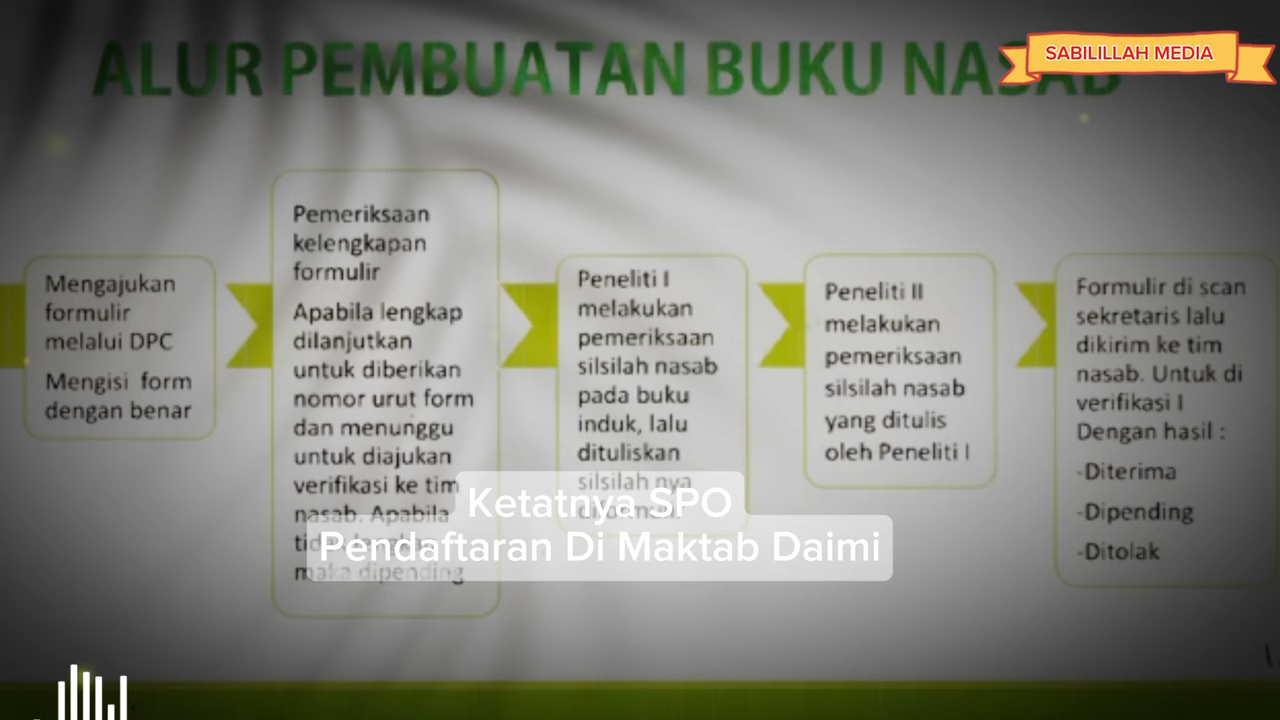 ALUR PEMBUATAN BUKU NASAB
SABILILLAH MEDIA
Mengajukan
formulir
melalui DPC
Mengisi form
dengan benar
Pemeriksaan
kelengkapan
formulir
Apabila lengkap
dilanjutkan
untuk diberikan
nomor urut form
dan menunggu
untuk diajukan
verifikasi ke tim
nasab. Apabila
maka dipending
Peneliti I
melakukan
pemeriksaan
silsilah nasab
pada buku
induk, lalu
dituliskan
silsilah nya
Peneliti II
melakukan
pemeriksaan
silsilah nasab
yang ditulis
oleh Peneliti I
Formulir di scan
sekretaris lalu
dikirim ke tim
nasab. Untuk di
verifikasi I
Dengan hasil :
-Diterima
-Dipending
-Ditolak
Ketatnya SPO
Pendaftaran Di Maktab Daimi